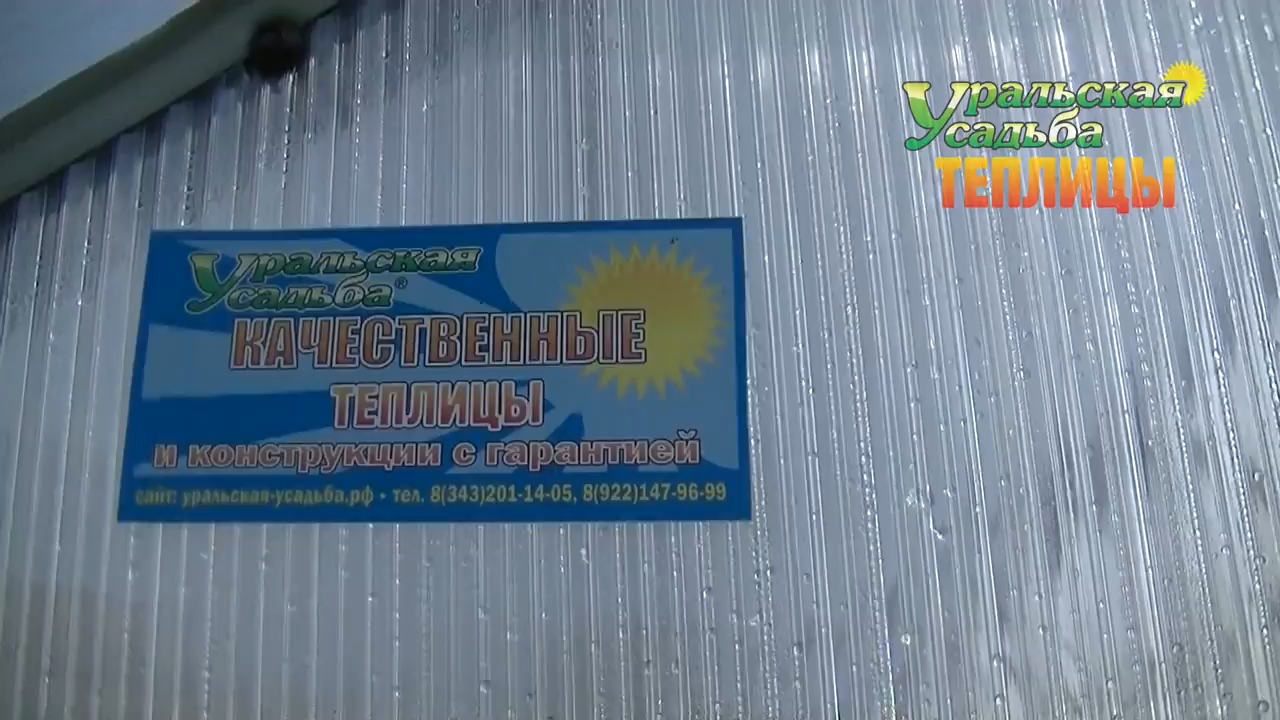 Уральская
Усадьба
ТЕПЛИЦЫ
Уральская
Усадьба®
КАЧЕСТВЕННЫЕ
ТЕПЛИЦЫ
и конструкции с гарантией
сайт: уральская-усадьба.рф • тел. 8(343)201-14-05, 8(922)147-96-99